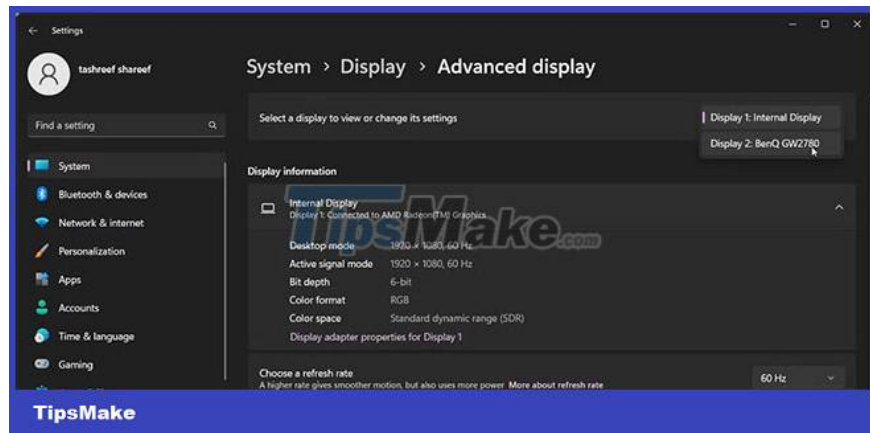 Settings
tashreef shareef
System > Display > Advanced display
Find a setting
Select a display to view or change its settings
Display 1: Internal Display
Display 2: BenQ GW2780
System
Bluetooth & devices
Network & internet
Personalization
Apps
Accounts
Time & language
Gaming
Display information
Internal Display
Display 1: Connected to AMD Radeon(TM) Graphics
Desktop mode 1920 × 1080, 60 Hz
Active signal mode 1920 × 1080, 60 Hz
Bit depth 6-bit
Color format RGB
Color space Standard dynamic range (SDR)
Display adapter properties for Display 1
Choose a refresh rate
A higher rate gives smoother motion, but also uses more power More about refresh rate
60 Hz
TipsMake.com
TipsMake